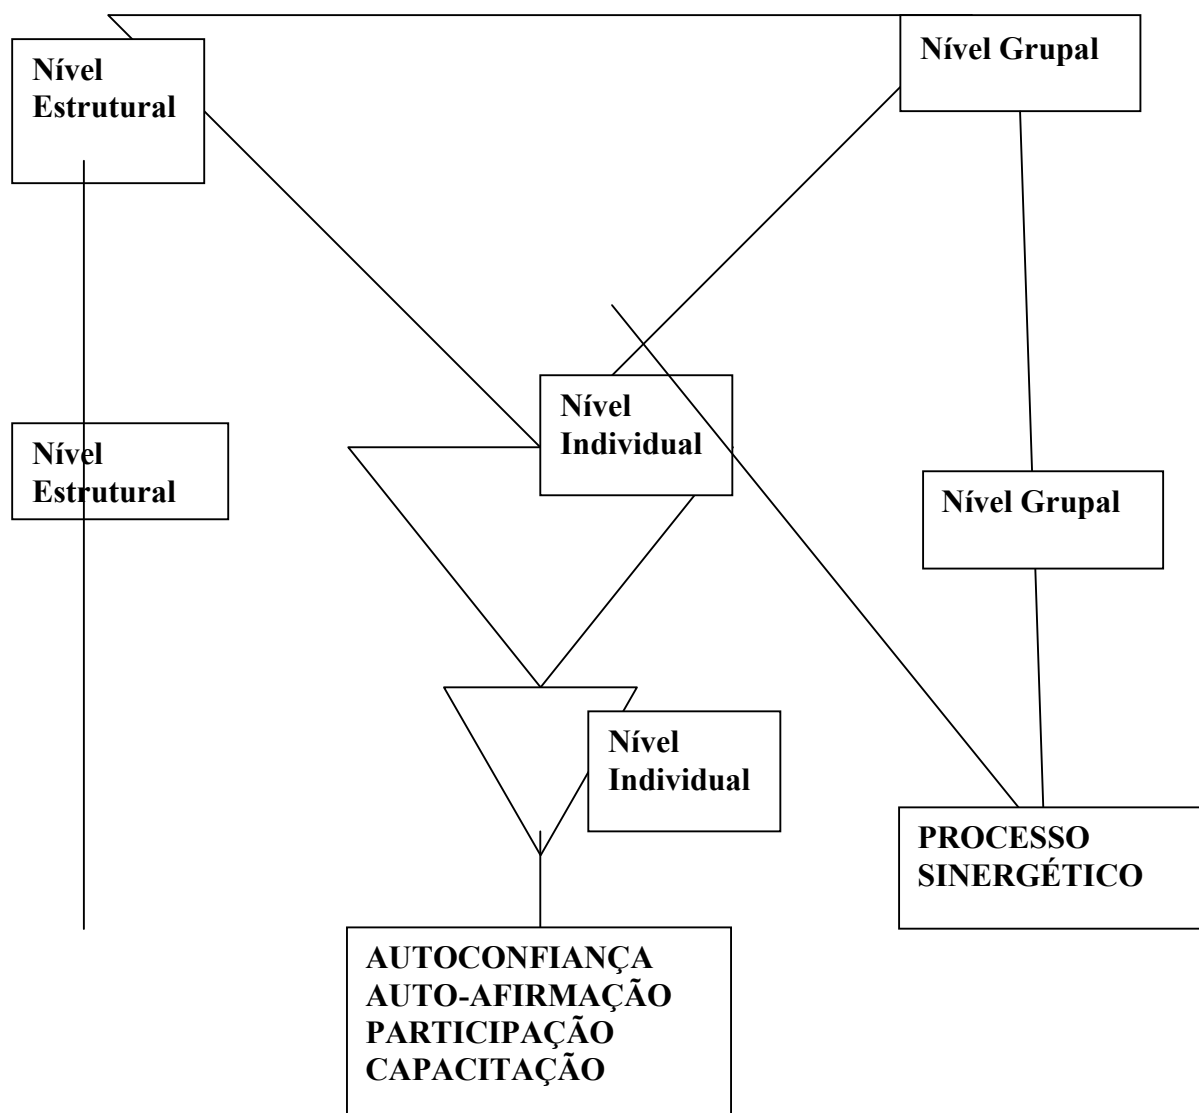 Nível
Estrutural
Nível Grupal
Nível
Individual
Nível
Estrutural
Nível Grupal
Nível
Individual
PROCESSO
SINERGÉTICO
AUTOCONFIANÇA
AUTO-AFIRMAÇÃO
PARTICIPAÇÃO
CAPACITAÇÃO